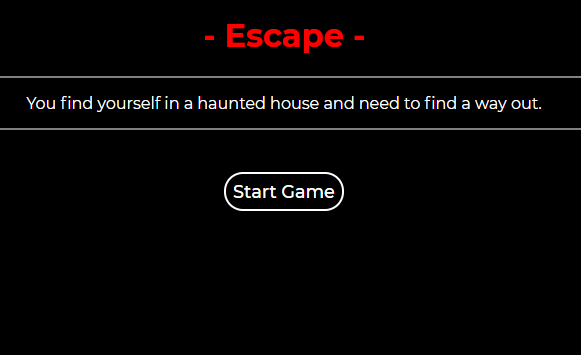 - Escape -
You find yourself in a haunted house and need to find a way out.
Start Game